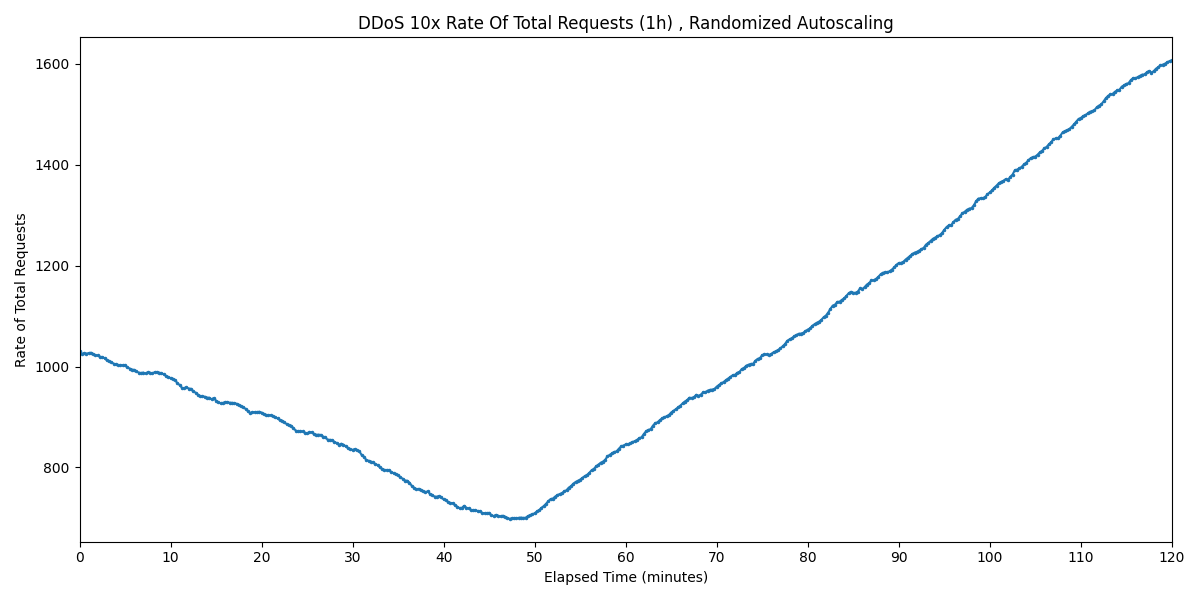 DDoS 10x Rate Of Total Requests (1h) , Randomized Autoscaling
Rate of Total Requests
1600
1400
1200
1000
800
0 10 20 30 40 50 60 70 80 90 100 110 120
Elapsed Time (minutes)